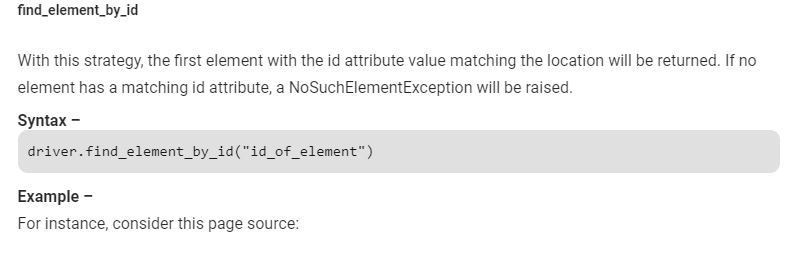 find_element_by_id
With this strategy, the first element with the id attribute value matching the location will be returned. If no
element has a matching id attribute, a NoSuchElementException will be raised.
Syntax –
driver.find_element_by_id("id_of_element")
Example –
For instance, consider this page source: